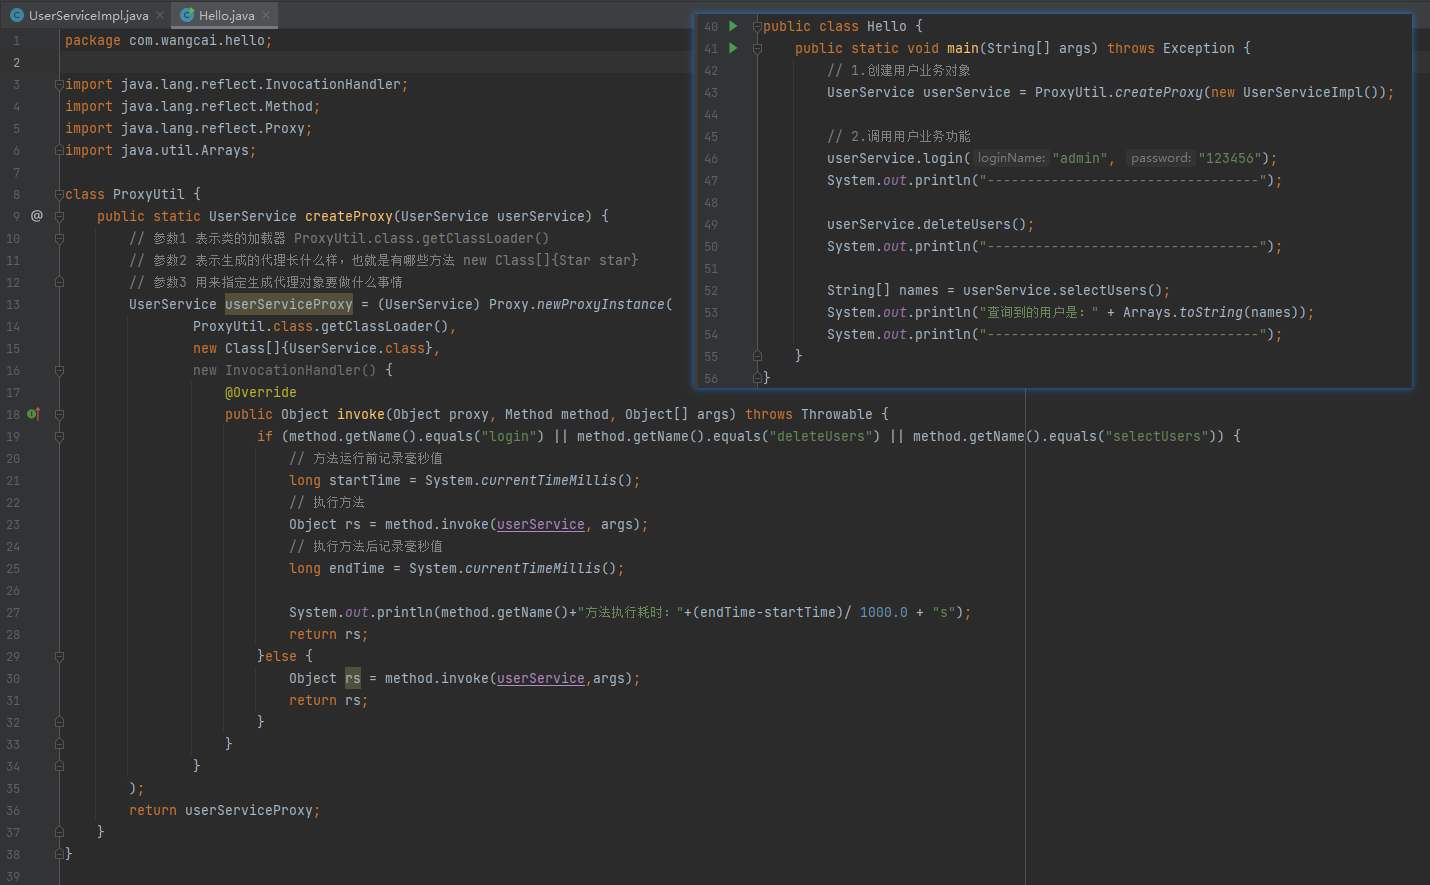 UserServiceImpl.java
Hello.java
1 package com.wangcai.hello;
2
3 import java.lang.reflect.InvocationHandler;
4 import java.lang.reflect.Method;
5 import java.lang.reflect.Proxy;
6 import java.util.Arrays;
7
8 class ProxyUtil {
9 @ public static UserService createProxy(UserService userService) {
10 // 参数1 表示类的加载器 ProxyUtil.class.getClassLoader()
11 // 参数2 表示生成的代理长什么样，也就是有哪些方法 new Class[]{Star star}
12 // 参数3 用来指定生成代理对象要做什么事情
13 UserService userServiceProxy = (UserService) Proxy.newProxyInstance(
14 ProxyUtil.class.getClassLoader(),
15 new Class[]{UserService.class},
16 new InvocationHandler() {
17 @Override
18 public Object invoke(Object proxy, Method method, Object[] args) throws Throwable {
19 if (method.getName().equals("login") || method.getName().equals("deleteUsers") || method.getName().equals("selectUsers")) {
20 // 方法运行前记录毫秒值
21 long startTime = System.currentTimeMillis();
22 // 执行方法
23 Object rs = method.invoke(userService, args);
24 // 执行方法后记录毫秒值
25 long endTime = System.currentTimeMillis();
26
27 System.out.println(method.getName()+"方法执行耗时："+(endTime-startTime)/ 1000.0 + "s");
28 return rs;
29 }else {
30 Object rs = method.invoke(userService,args);
31 return rs;
32 }
33 }
34 }
35 );
36 return userServiceProxy;
37 }
38 }
39
40 public class Hello {
41 public static void main(String[] args) throws Exception {
42 // 1.创建用户业务对象
43 UserService userService = ProxyUtil.createProxy(new UserServiceImpl());
44
45 // 2.调用用户业务功能
46 userService.login( loginName: "admin", password: "123456");
47 System.out.println("----------------------------------");
48
49 userService.deleteUsers();
50 System.out.println("----------------------------------");
51
52 String[] names = userService.selectUsers();
53 System.out.println("查询到的用户是：" + Arrays.toString(names));
54 System.out.println("----------------------------------");
55 }
56 }